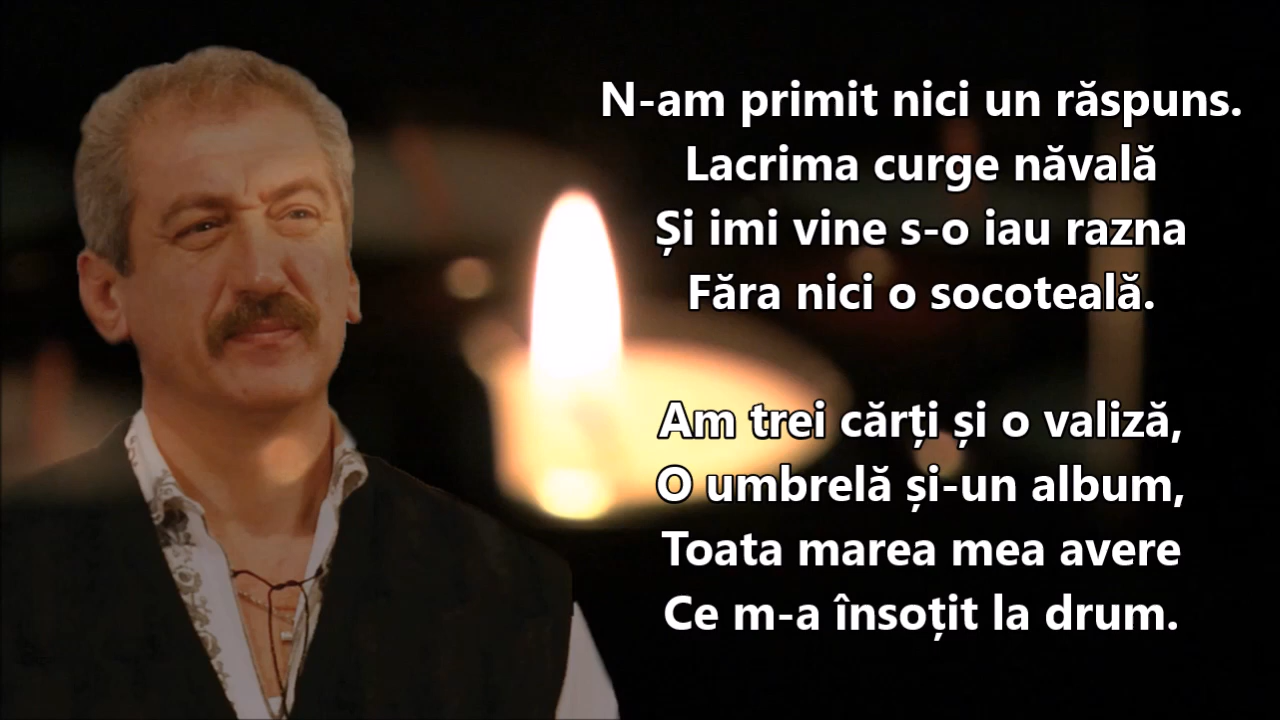 N-am primit nici un răspuns.
Lacrima curge năvală
Și imi vine s-o iau razna
Făra nici o socoteală.
Am trei cărți și o valiză,
O umbrelă și-un album,
Toata marea mea avere
Ce m-a însoțit la drum.